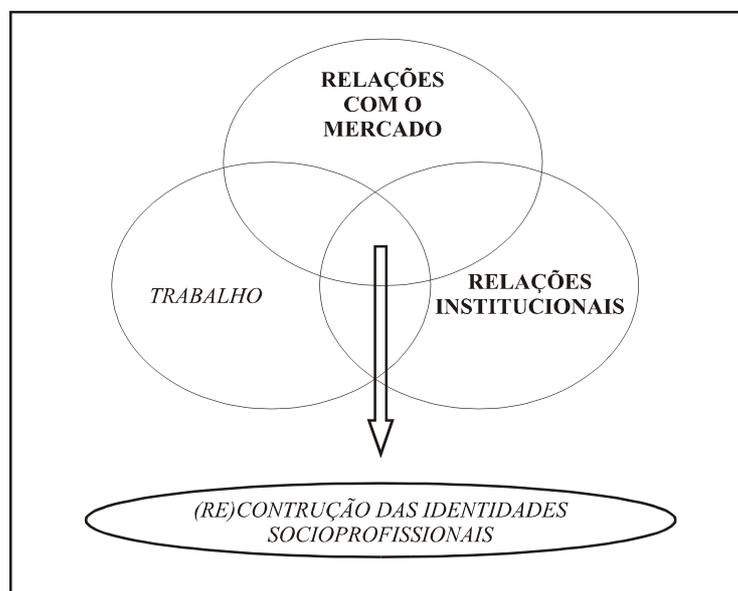 RELAÇÕES
COM O
MERCADO
TRABALHO
RELAÇÕES
INSTITUCIONAIS
(RE)CONTRUÇÃO DAS IDENTIDADES
SOCIOPROFISSIONAIS